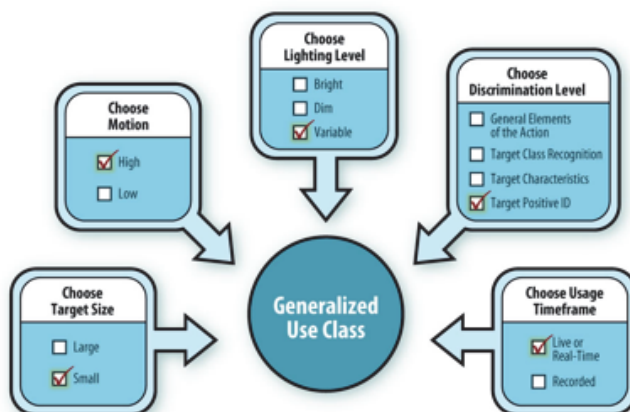 Choose
Lighting Level
Bright
Dim
Variable
Choose
Discrimination Level
General Elements
of the Action
Target Class Recognition
Target Characteristics
Target Positive ID
Choose
Motion
High
Low
Generalized
Use Class
Choose
Target Size
Large
Small
Choose Usage
Timeframe
Live or
Real-Time
Recorded